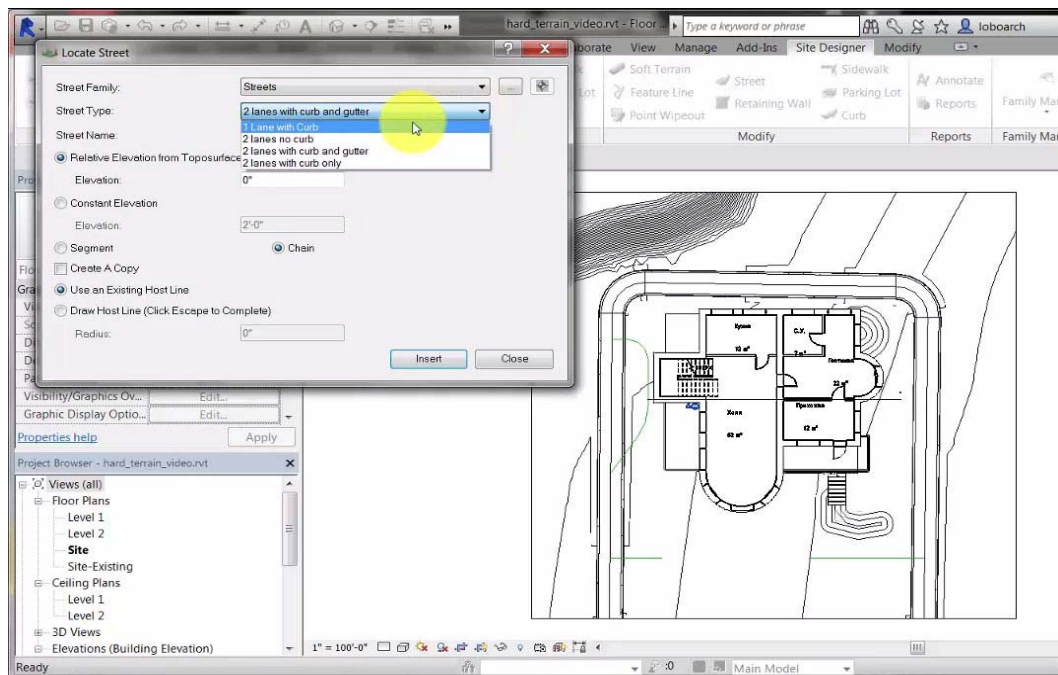 hard_terrain_video.rvt - Floor
Type a keyword or phrase
loboarch
Locate Street
View
Manage
Add-Ins
Site Designer
Modify
Soft Terrain
Feature Line
Point Wipeout
Street
Retaining Wall
Sidewalk
Parking Lot
Curb
Annotate
Reports
Lot
Modify
Reports
Street Family:
Streets
...
Street Type:
2 lanes with curb and gutter
1 Lane with Curb
2 lanes no curb
2 lanes with curb and gutter
2 lanes with curb only
Street Name:
Relative Elevation from Toposurface
Elevation:
0"
Constant Elevation
Elevation:
2'-0"
Segment
Chain
Create A Copy
Use an Existing Host Line
Draw Host Line (Click Escape to Complete)
Radius:
0"
Insert
Close
Visibility/Graphics Ov...
Edit...
Graphic Display Optio...
Edit...
Properties help
Apply
Project Browser - hard_terrain_video.rvt
Views (all)
Floor Plans
Level 1
Level 2
Site
Site-Existing
Ceiling Plans
Level 1
Level 2
3D Views
Elevations (Building Elevation)
Кухня
С.У.
Гостиная
Прихожая
Холл
12 m²
1" = 100'-0"
Ready
:0
Main Model